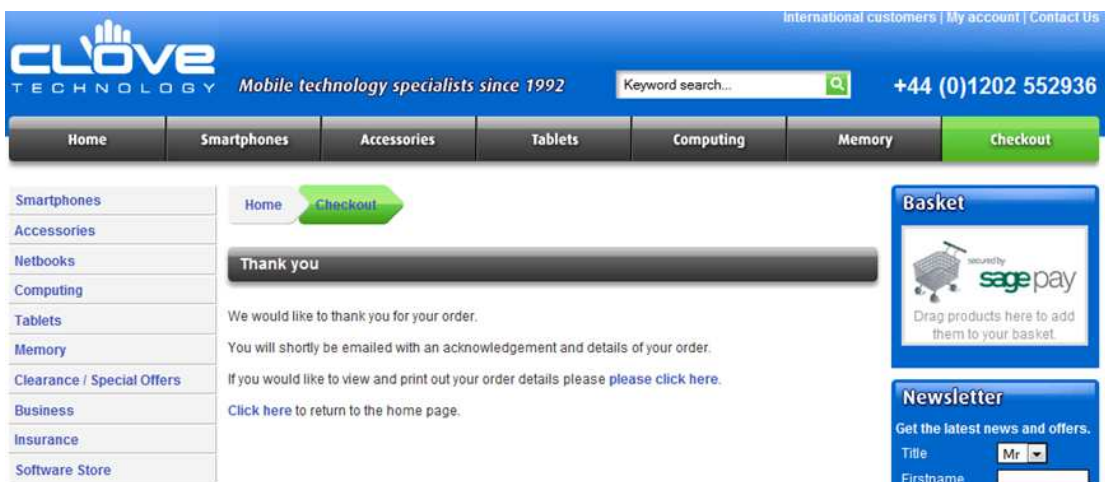 International customers | My account | Contact Us
CLOVE
TECHNOLOGY
Mobile technology specialists since 1992
Keyword search...
+44 (0)1202 552936
Home
Smartphones
Accessories
Tablets
Computing
Memory
Checkout
Smartphones
Accessories
Netbooks
Computing
Tablets
Memory
Clearance / Special Offers
Business
Insurance
Software Store
Home
Checkout
Thank you
We would like to thank you for your order.
You will shortly be emailed with an acknowledgement and details of your order.
If you would like to view and print out your order details please please click here.
Click here to return to the home page.
Basket
secured by
sage pay
Drag products here to add
them to your basket.
Newsletter
Get the latest news and offers.
Title
Mr
Firstname